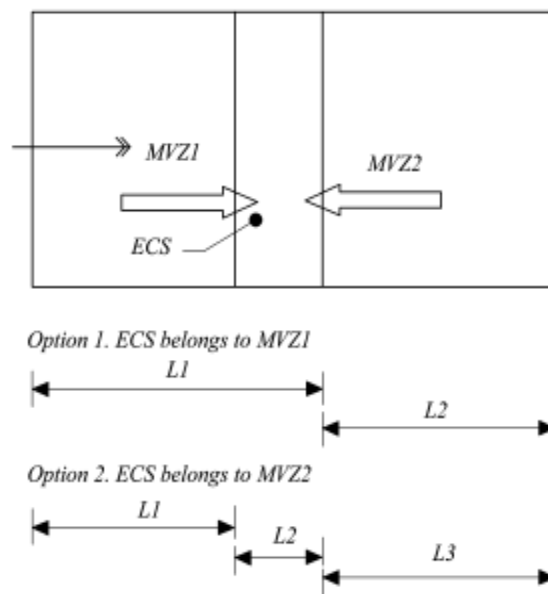 MVZ1
MVZ2
ECS
Option 1. ECS belongs to MVZ1
L1
L2
Option 2. ECS belongs to MVZ2
L1
L2
L3